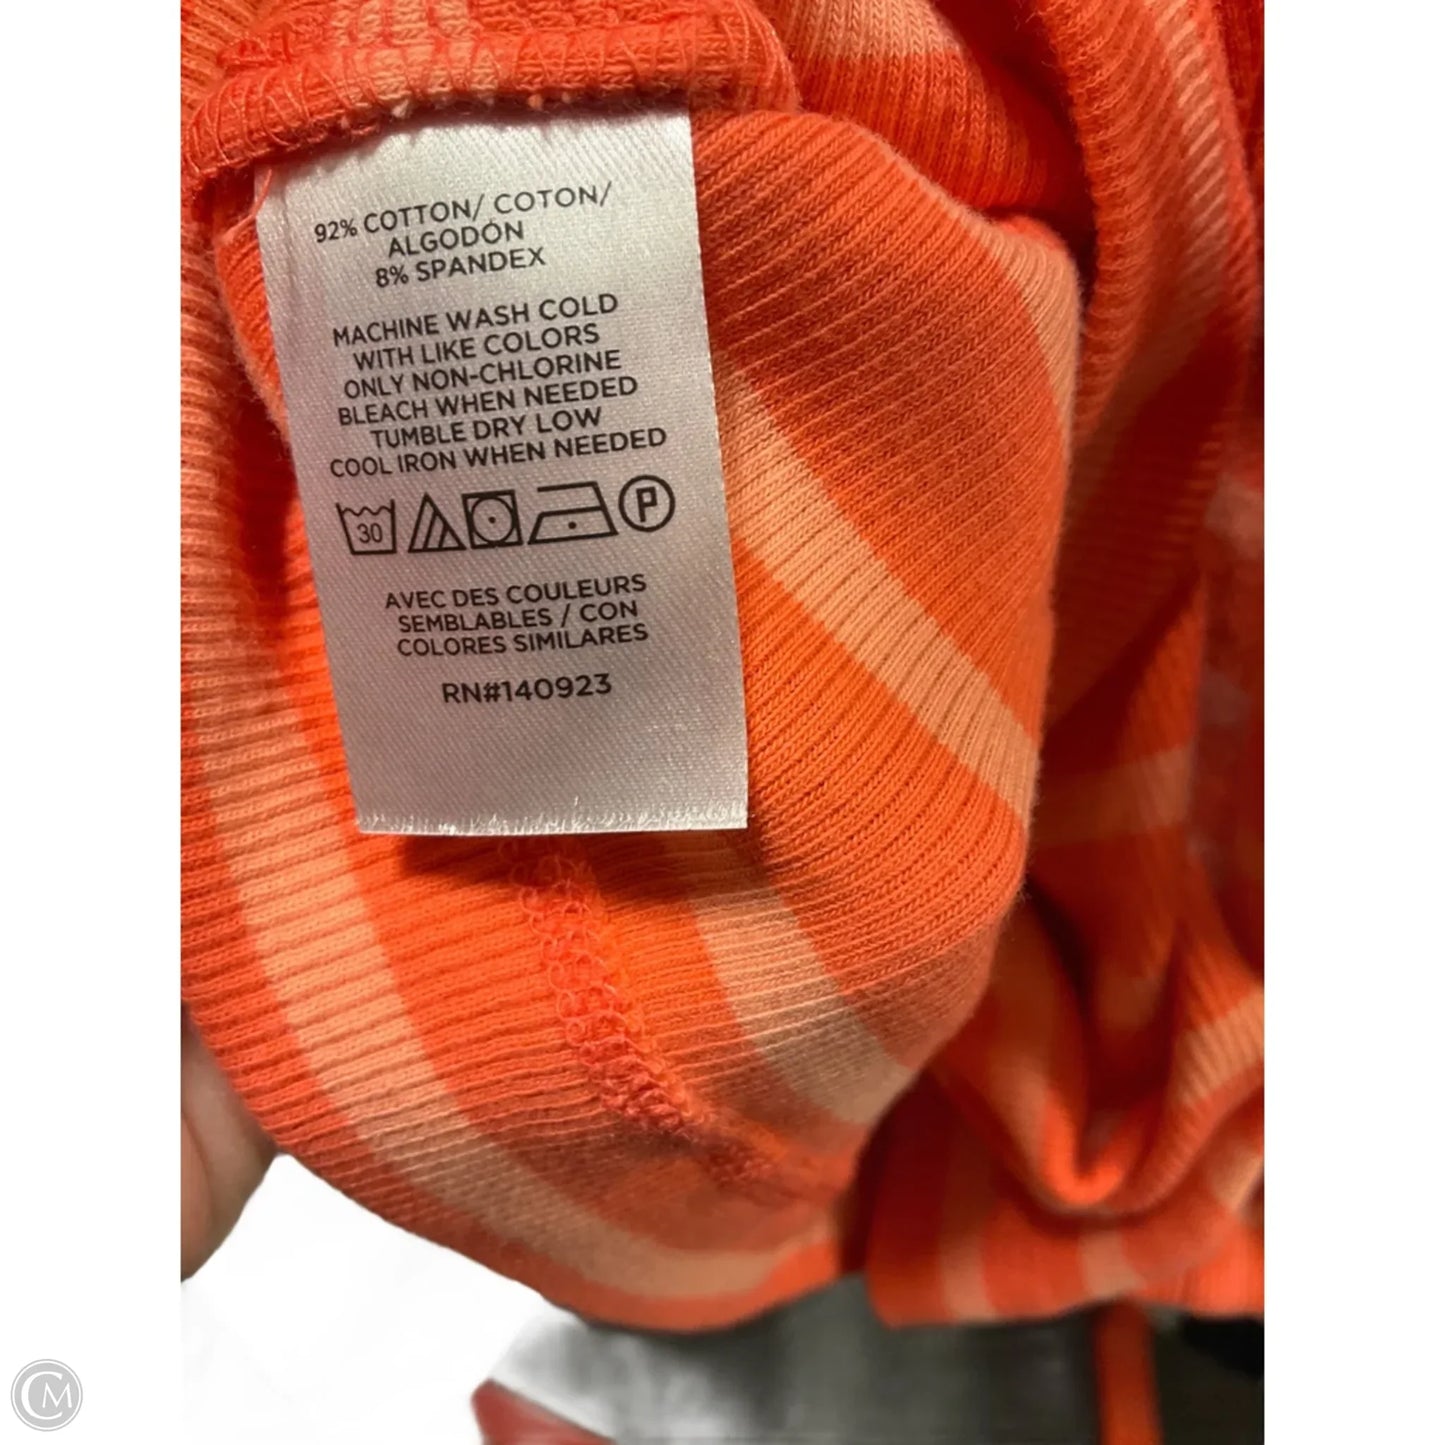 92% COTTON/ COTON/
ALGODÓN
8% SPANDEX
MACHINE WASH COLD
WITH LIKE COLORS
ONLY NON-CHLORINE
BLEACH WHEN NEEDED
TUMBLE DRY LOW
COOL IRON WHEN NEEDED
30 P
AVEC DES COULEURS
SEMBLABLES / CON
COLORES SIMILARES
RN#140923
CM